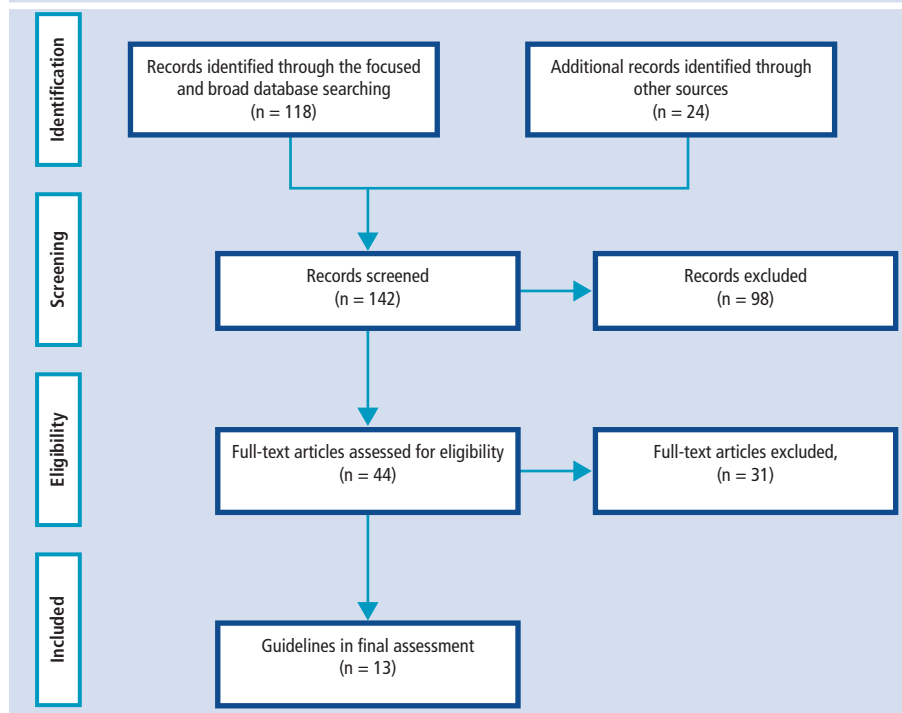 Identification
Records identified through the focused
and broad database searching
(n = 118)
Additional records identified through
other sources
(n = 24)
Screening
Records screened
(n = 142)
Records excluded
(n = 98)
Eligibility
Full-text articles assessed for eligibility
(n = 44)
Full-text articles excluded,
(n = 31)
Included
Guidelines in final assessment
(n = 13)